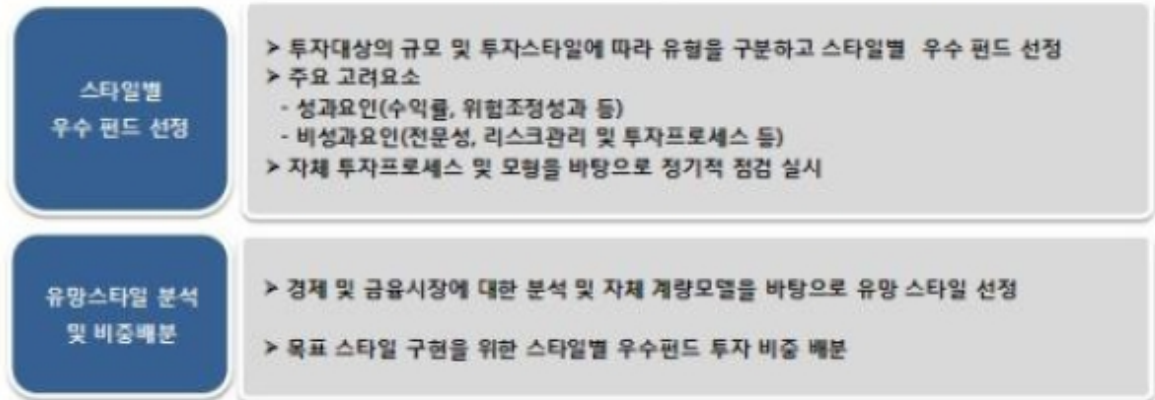 스타일별
우수 펀드 선정
➤ 투자대상의 규모 및 투자스타일에 따라 유형을 구분하고 스타일별 우수 펀드 선정
➤ 주요 고려요소
- 성과요인(수익률, 위험조정성과 등)
- 비성과요인(전문성, 리스크관리 및 투자프로세스 등)
➤ 자체 투자프로세스 및 모형을 바탕으로 정기적 점검 실시
유망스타일 분석
및 비중배분
➤ 경제 및 금융시장에 대한 분석 및 자체 계량모델을 바탕으로 유망 스타일 선정
➤ 목표 스타일 구현을 위한 스타일별 우수펀드 투자 비중 배분